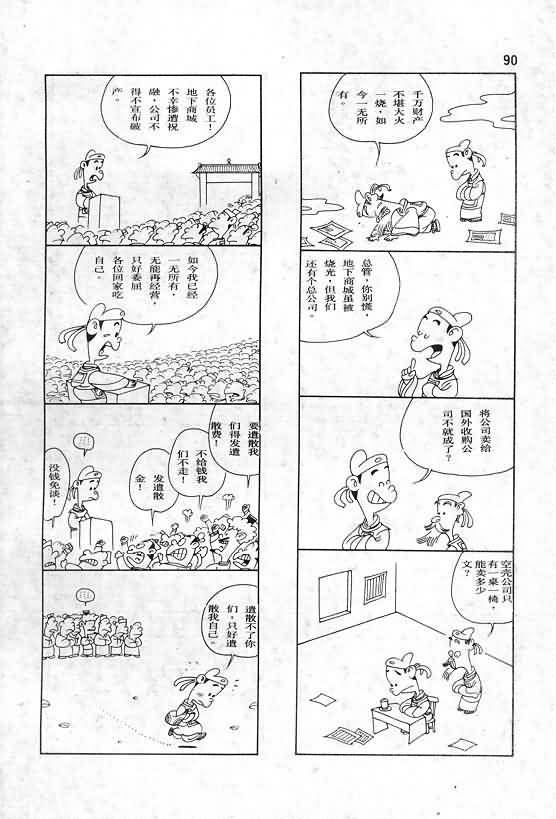 90
千万财产
不堪大火
一烧，如
今一无所
有。
总管，你别慌，
地下商城虽被
烧光，但我们
还有个总公司。
将公司卖给
国外收购公
司不就成了？
空壳公司只
有一桌一椅，
能卖多少
文？
各位员工！
地下商城
不幸惨遭祝
融，公司不
得不宣布破
产。
如今我已经
一无所有，
无能再经营，
只好委屈
各位回家吃
自己。
要遣散我
们得发遣
散费！
不给钱我
们不走！
发遣散
金！
没钱免谈！
遣散不了你
们，只好遣
散我自己。